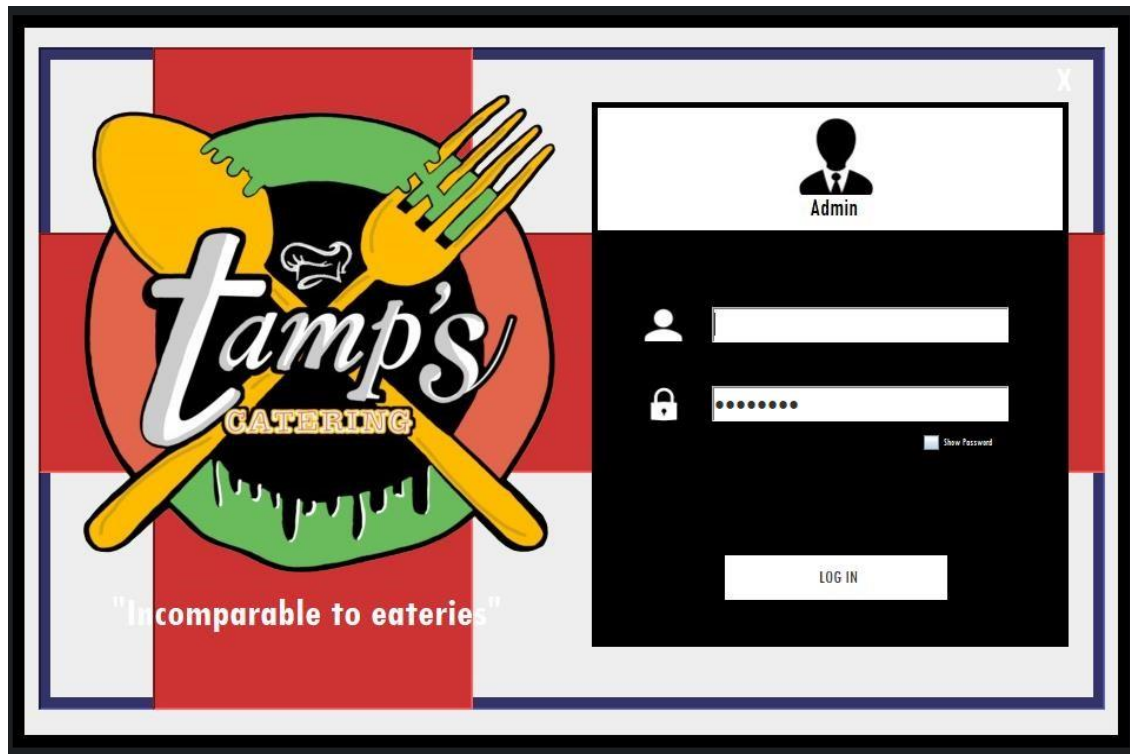 X
Admin
tamp's
CATERING
••••••••
Show Password
LOG IN
"Incomparable to eateries"